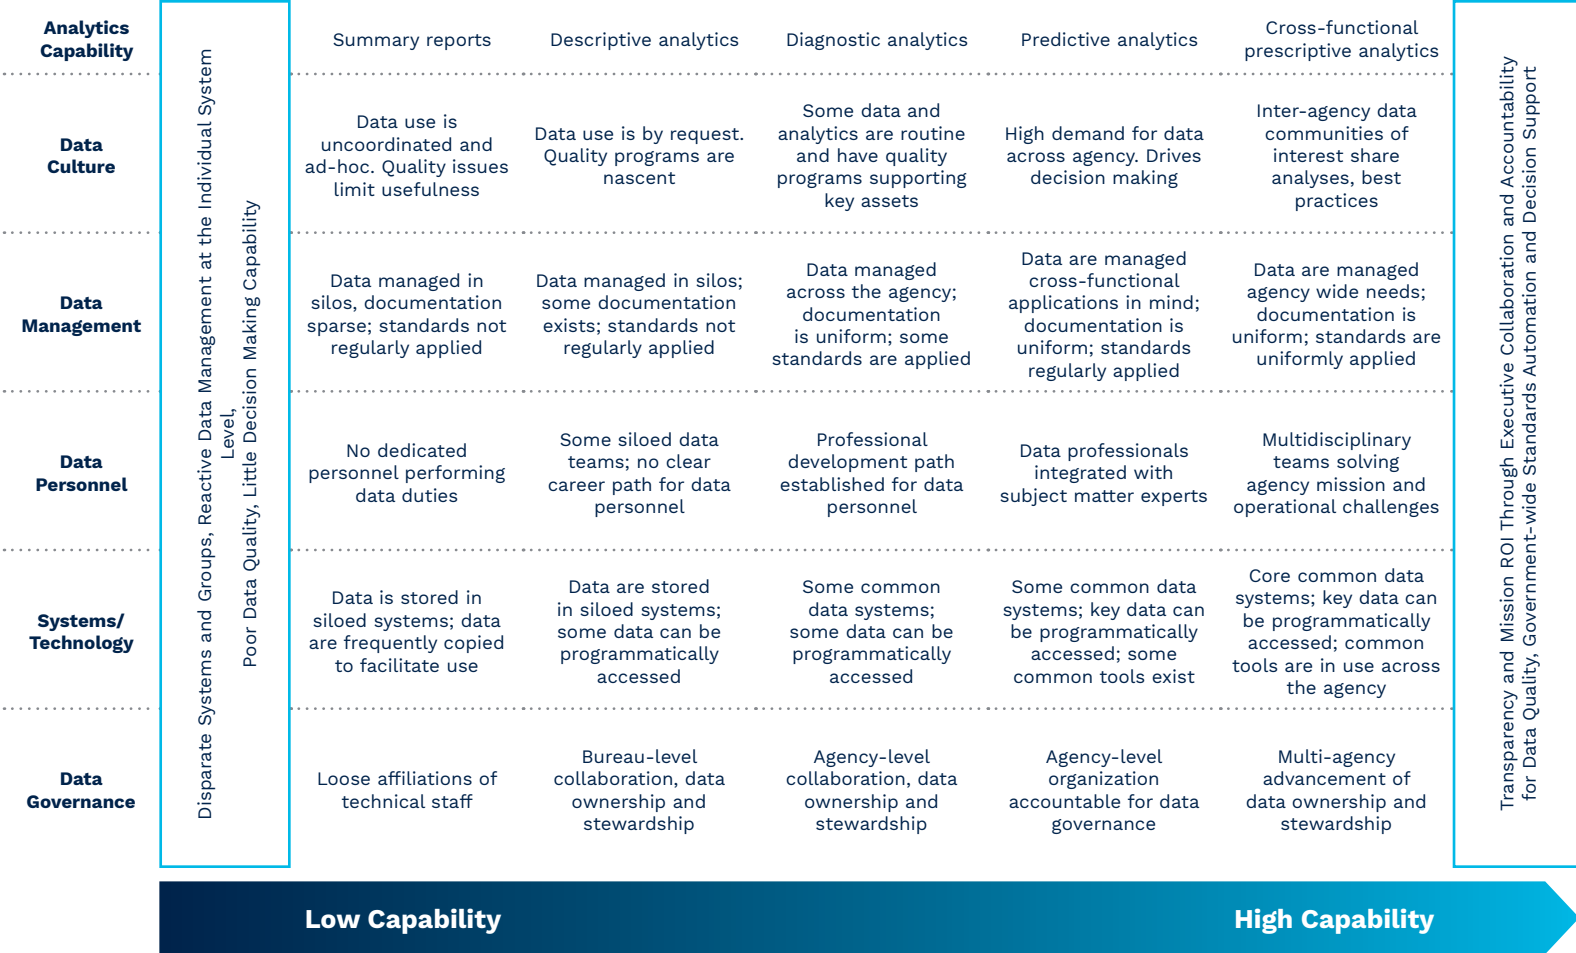 Analytics
Capability
Summary reports
Descriptive analytics
Diagnostic analytics
Predictive analytics
Cross-functional
prescriptive analytics
Data
Culture
Data use is
uncoordinated and
ad-hoc. Quality issues
limit usefulness
Data use is by request.
Quality programs are
nascent
Some data and
analytics are routine
and have quality
programs supporting
key assets
High demand for data
across agency. Drives
decision making
Inter-agency data
communities of
interest share
analyses, best
practices
Data
Management
Data managed in
silos, documentation
sparse; standards not
regularly applied
Data managed in silos;
some documentation
exists; standards not
regularly applied
Data managed
across the agency;
documentation
is uniform; some
standards are applied
Data are managed
cross-functional
applications in mind;
documentation is
uniform; standards
regularly applied
Data are managed
agency wide needs;
documentation is
uniform; standards are
uniformly applied
Data
Personnel
No dedicated
personnel performing
data duties
Some siloed data
teams; no clear
career path for data
personnel
Professional
development path
established for data
personnel
Data professionals
integrated with
subject matter experts
Multidisciplinary
teams solving
agency mission and
operational challenges
Systems/
Technology
Data is stored in
siloed systems; data
are frequently copied
to facilitate use
Data are stored
in siloed systems;
some data can be
programmatically
accessed
Some common
data systems;
some data can be
programmatically
accessed
Some common data
systems; key data can
be programmatically
accessed; some
common tools exist
Core common data
systems; key data can
be programmatically
accessed; common
tools are in use across
the agency
Data
Governance
Loose affiliations of
technical staff
Bureau-level
collaboration, data
ownership and
stewardship
Agency-level
collaboration, data
ownership and
stewardship
Agency-level
organization
accountable for data
governance
Multi-agency
advancement of
data ownership and
stewardship
Disparate Systems and Groups, Reactive Data Management at the Individual System
Level,
Poor Data Quality, Little Decision Making Capability
Transparency and Mission ROI Through Executive Collaboration and Accountability
for Data Quality, Government-wide Standards Automation and Decision Support
Low Capability
High Capability